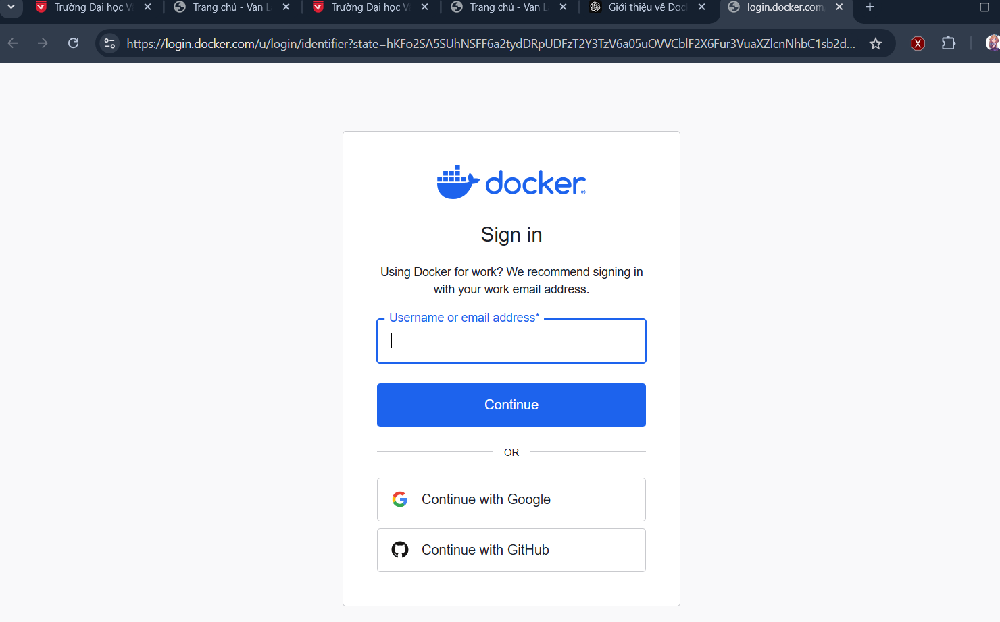 Trường Đại học V
Trang chủ - Van L
Trường Đại học V
Trang chủ - Van L
Giới thiệu về Doc
login.docker.com
https://login.docker.com/u/login/identifier?state=hKFo2SA5SUhNSFF6a2tydDRpUDFzT2Y3TzV6a05uOVVCblF2X6Fur3VuaXZlcnNhbC1sb2d...
X
docker®
Sign in
Using Docker for work? We recommend signing in
with your work email address.
Username or email address*
Continue
OR
Continue with Google
Continue with GitHub